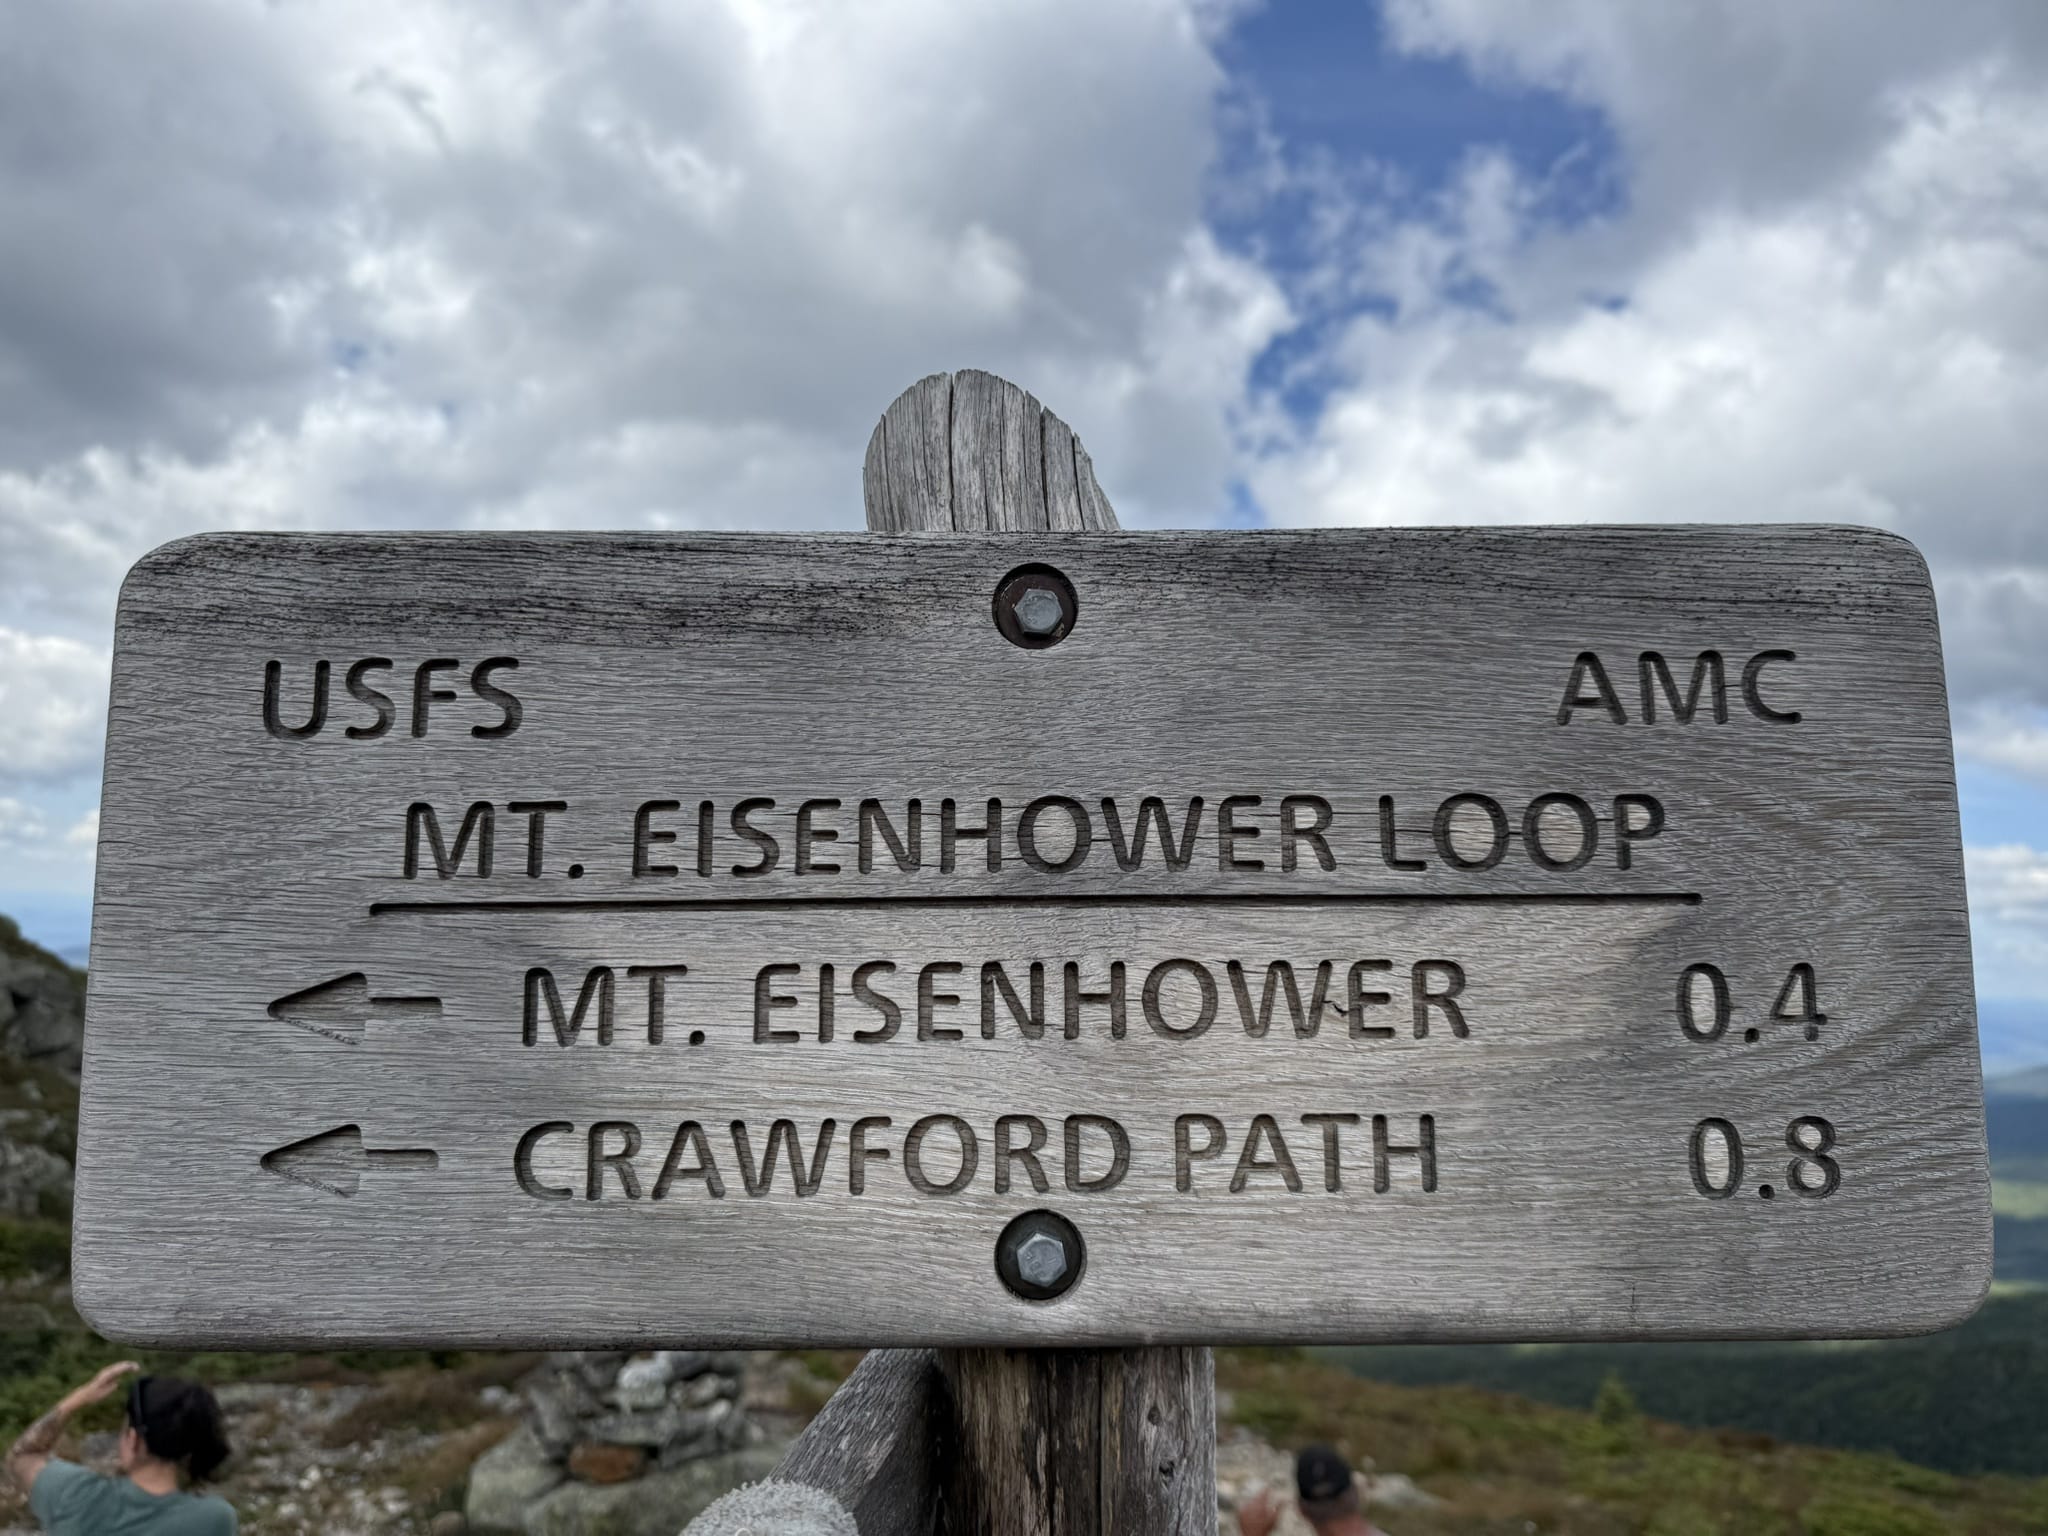 USFS AMC
MT. EISENHOWER LOOP
← MT. EISENHOWER 0.4
← CRAWFORD PATH 0.8